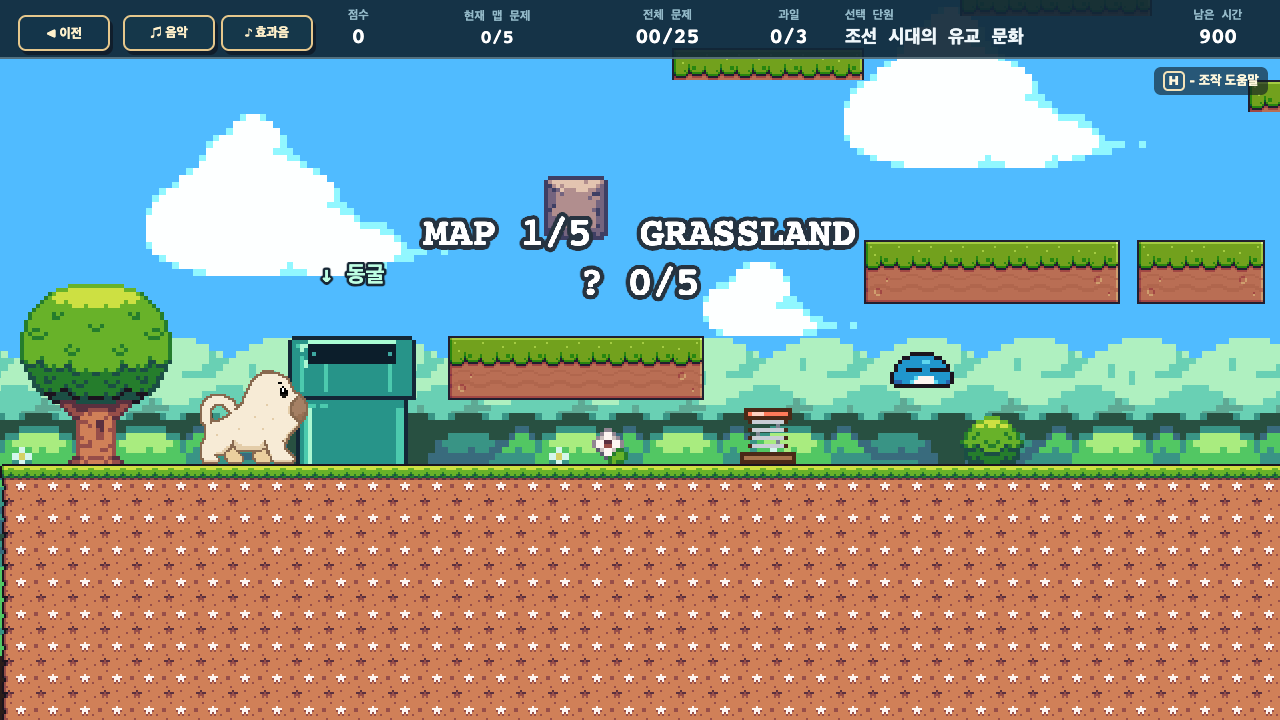 ◀ 이전
♫ 음악
♪ 효과음
점수
0
현재 맵 문제
0/5
전체 문제
00/25
과일
0/3
선택 단원
조선 시대의 유교 문화
남은 시간
900
H - 조작 도움말
MAP 1/5 GRASSLAND
? 0/5
↓ 동굴